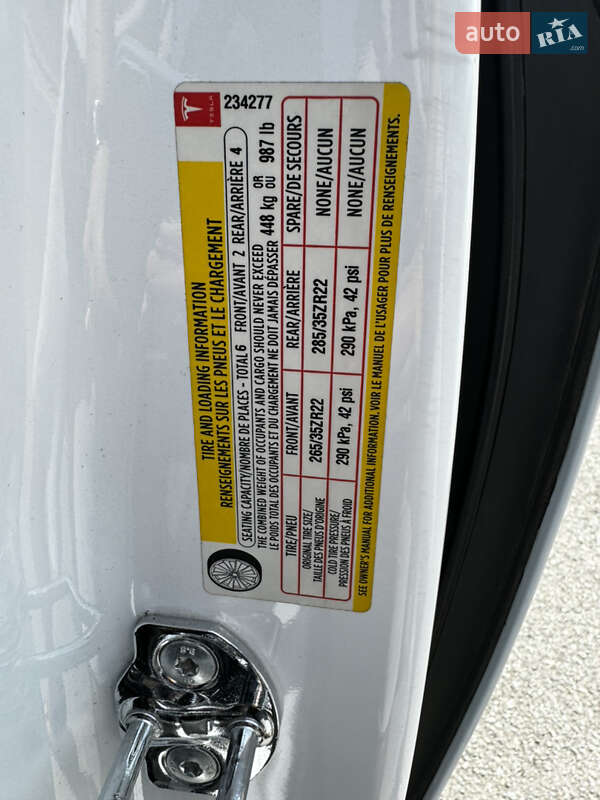 auto RIA .com
TESLA
234277
TIRE AND LOADING INFORMATION
RENSEIGNEMENTS SUR LES PNEUS ET LE CHARGEMENT
SEATING CAPACITY/NOMBRE DE PLACES - TOTAL 6 FRONT/AVANT 2 REAR/ARRIÈRE 4
THE COMBINED WEIGHT OF OCCUPANTS AND CARGO SHOULD NEVER EXCEED
LE POIDS TOTAL DES OCCUPANTS ET DU CHARGEMENT NE DOIT JAMAIS DÉPASSER
448 kg OR OU 987 lb
TIRE/PNEU FRONT/AVANT REAR/ARRIÈRE SPARE/DE SECOURS
ORIGINAL TIRE SIZE/
TAILLE DES PNEUS D'ORIGINE
265/35ZR22 285/35ZR22 NONE/AUCUN
COLD TIRE PRESSURE/
PRESSION DES PNEUS À FROID
290 kPa, 42 psi 290 kPa, 42 psi NONE/AUCUN
SEE OWNER'S MANUAL FOR ADDITIONAL INFORMATION. VOIR LE MANUEL DE L'USAGER POUR PLUS DE RENSEIGNEMENTS.